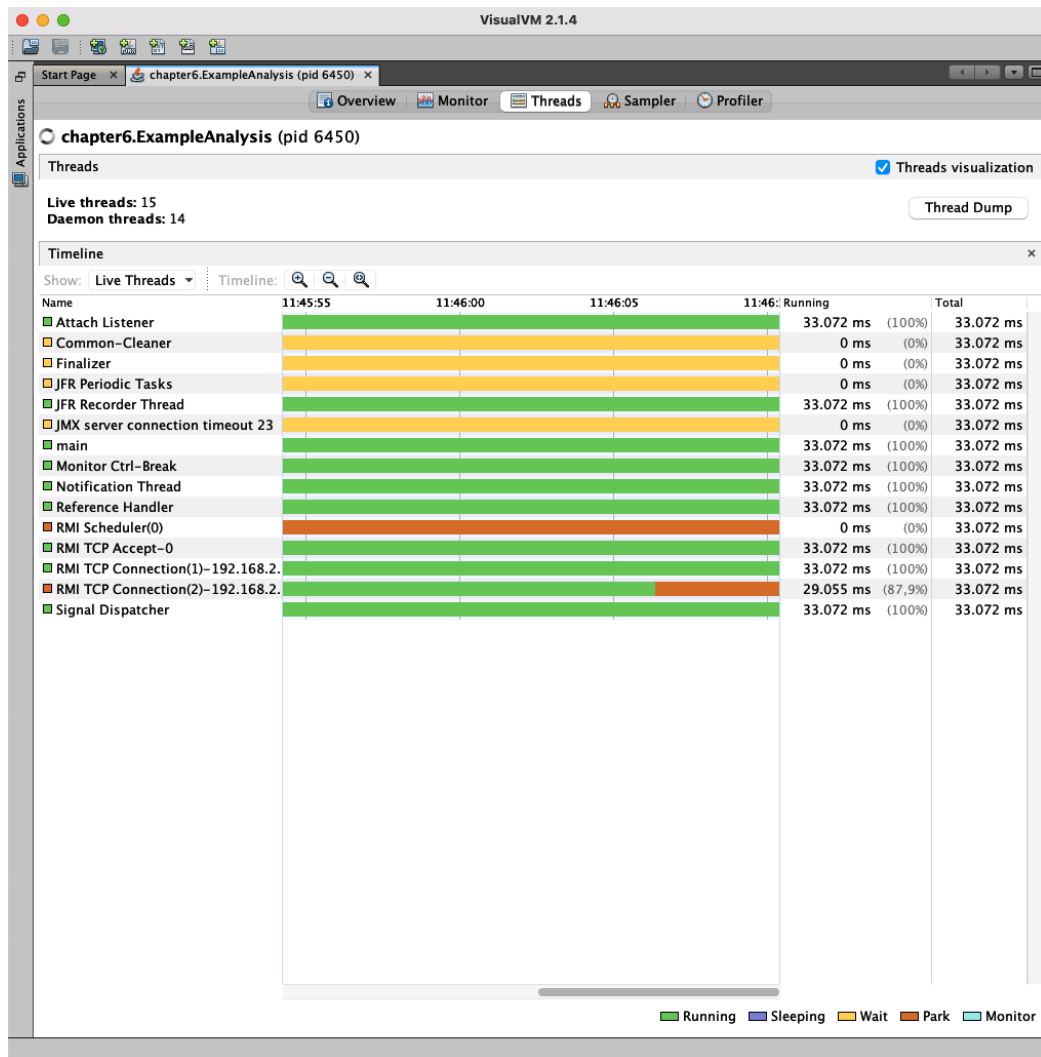 VisualVM 2.1.4
Start Page × chapter6.ExampleAnalysis (pid 6450) ×
Applications
Overview Monitor Threads Sampler Profiler
chapter6.ExampleAnalysis (pid 6450)
Threads Threads visualization
Live threads: 15
Daemon threads: 14
Thread Dump
Timeline ×
Show: Live Threads Timeline:
Name 11:45:55 11:46:00 11:46:05 11:46: Running Total
Attach Listener 33.072 ms (100%) 33.072 ms
Common-Cleaner 0 ms (0%) 33.072 ms
Finalizer 0 ms (0%) 33.072 ms
JFR Periodic Tasks 0 ms (0%) 33.072 ms
JFR Recorder Thread 33.072 ms (100%) 33.072 ms
JMX server connection timeout 23 0 ms (0%) 33.072 ms
main 33.072 ms (100%) 33.072 ms
Monitor Ctrl-Break 33.072 ms (100%) 33.072 ms
Notification Thread 33.072 ms (100%) 33.072 ms
Reference Handler 33.072 ms (100%) 33.072 ms
RMI Scheduler(0) 0 ms (0%) 33.072 ms
RMI TCP Accept-0 33.072 ms (100%) 33.072 ms
RMI TCP Connection(1)-192.168.2. 33.072 ms (100%) 33.072 ms
RMI TCP Connection(2)-192.168.2. 29.055 ms (87,9%) 33.072 ms
Signal Dispatcher 33.072 ms (100%) 33.072 ms
Running Sleeping Wait Park Monitor